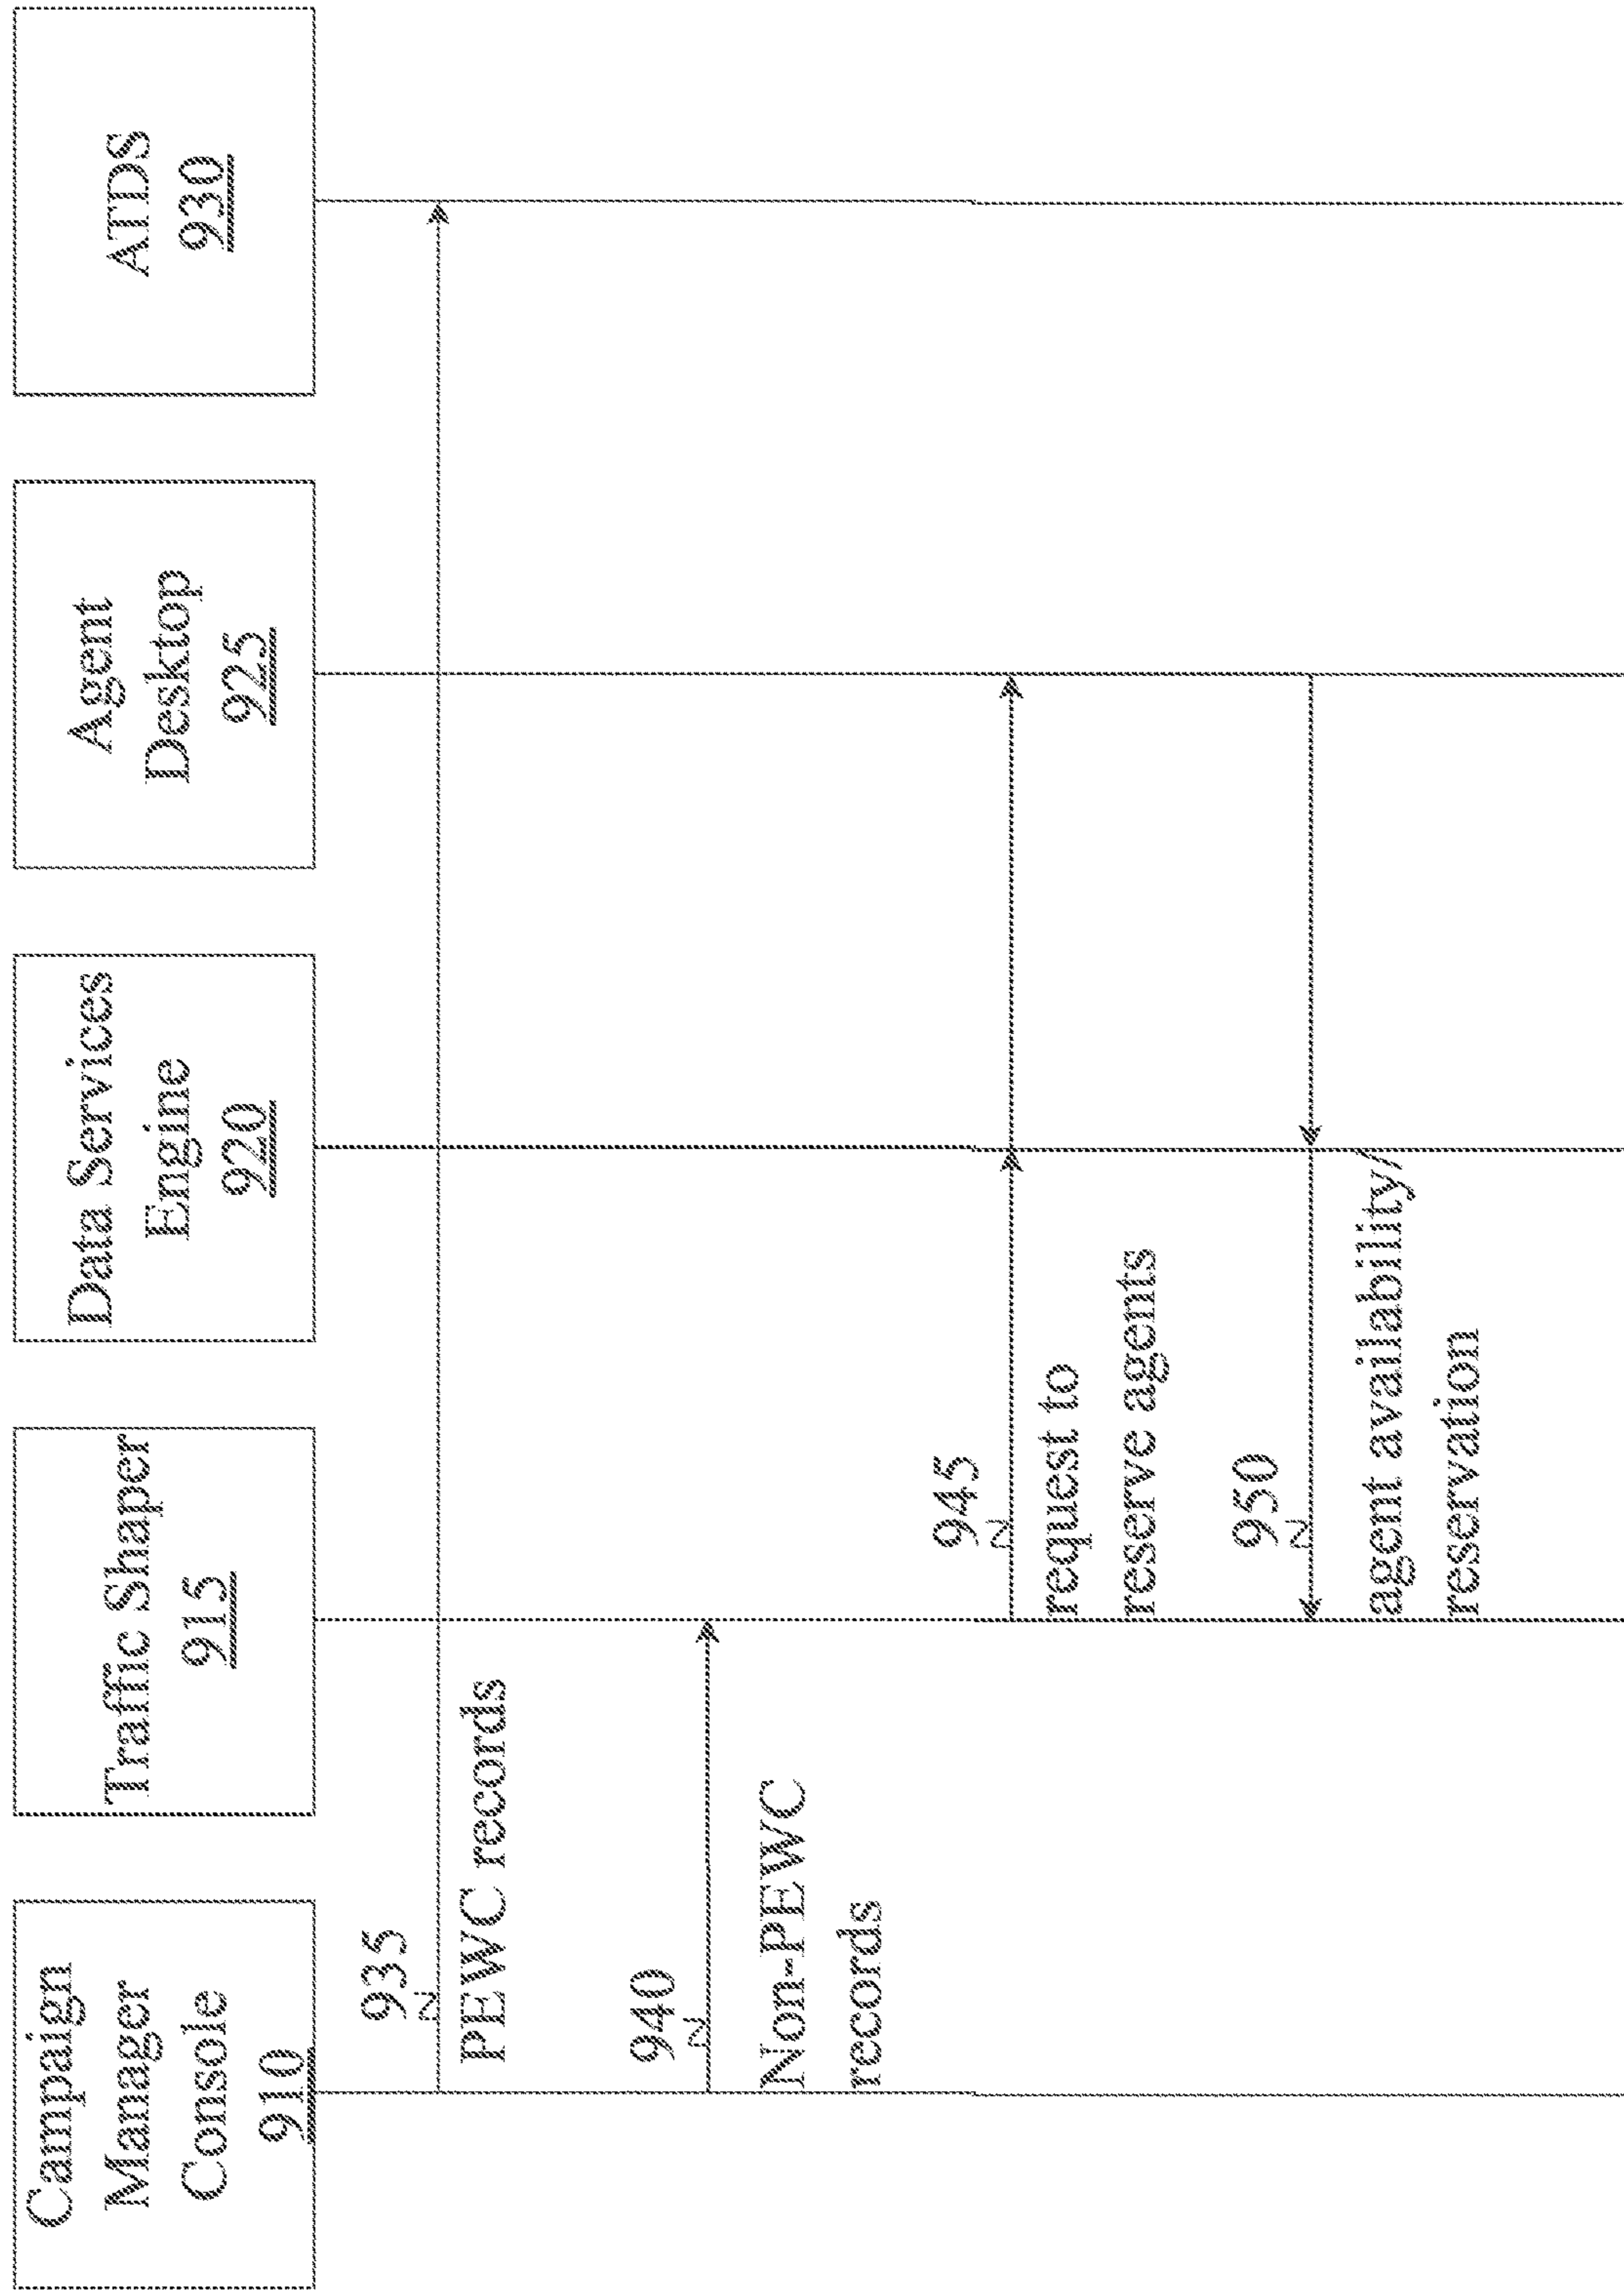 Campaign
Manager
Console
910
Traffic Shaper
915
Data Services
Engine
920
Agent
Desktop
925
ATDS
930
935
PEWC records
940
Non-PEWC
records
945
request to
reserve agents
950
agent availability/
reservation